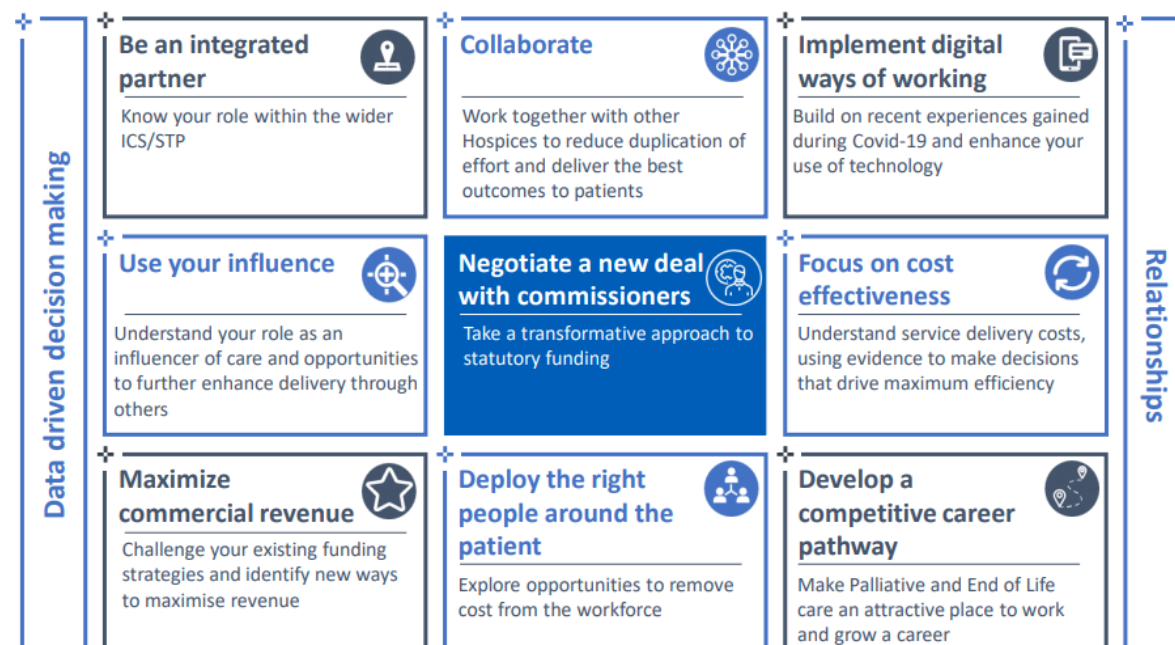 Data driven decision making
Be an integrated
partner
Know your role within the wider
ICS/STP
Collaborate
Work together with other
Hospices to reduce duplication of
effort and deliver the best
outcomes to patients
Implement digital
ways of working
Build on recent experiences gained
during Covid-19 and enhance your
use of technology
Use your influence
Understand your role as an
influencer of care and opportunities
to further enhance delivery through
others
Negotiate a new deal
with commissioners
Take a transformative approach to
statutory funding
Focus on cost
effectiveness
Understand service delivery costs,
using evidence to make decisions
that drive maximum efficiency
Maximize
commercial revenue
Challenge your existing funding
strategies and identify new ways
to maximise revenue
Deploy the right
people around the
patient
Explore opportunities to remove
cost from the workforce
Develop a
competitive career
pathway
Make Palliative and End of Life
care an attractive place to work
and grow a career
Relationships